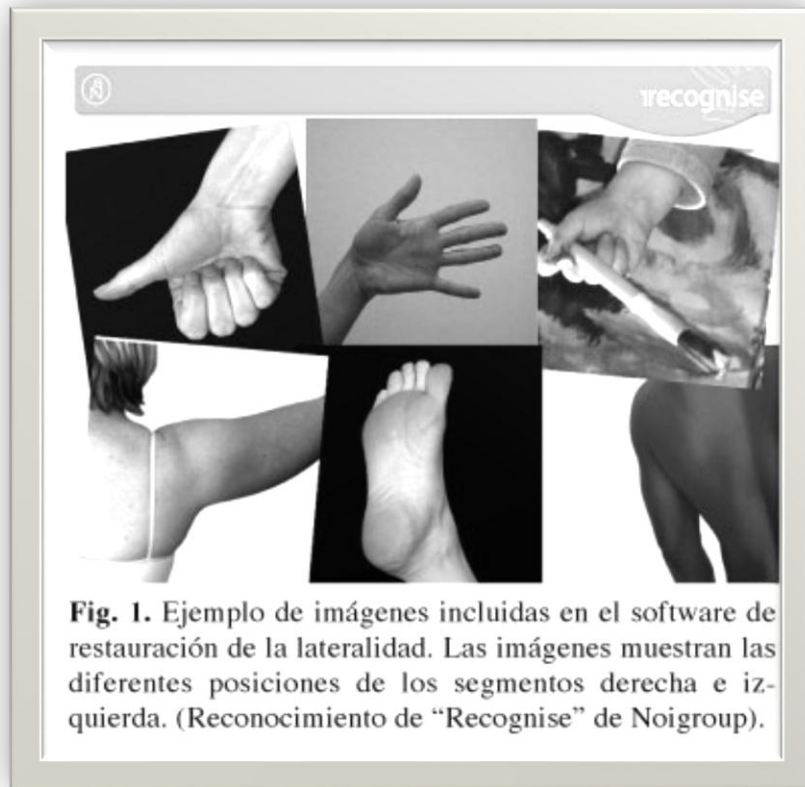 recognise
Fig. 1. Ejemplo de imágenes incluidas en el software de
restauración de la lateralidad. Las imágenes muestran las
diferentes posiciones de los segmentos derecha e iz-
quierda. (Reconocimiento de “Recognise” de Noigroup).